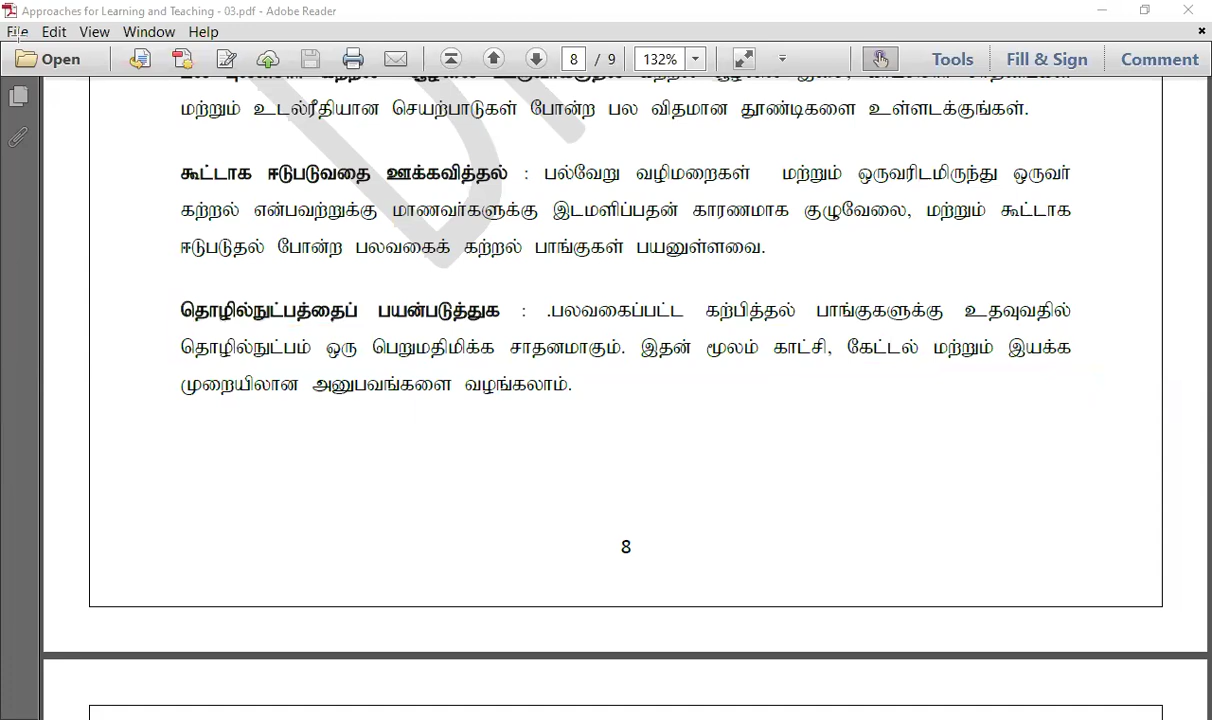 Approaches for Learning and Teaching - 03.pdf - Adobe Reader
File Edit View Window Help
Open 8 / 9 132% Tools Fill & Sign Comment
மற்றும் உடல்ரீதியான செயற்பாடுகள் போன்ற பல விதமான தூண்டிகளை உள்ளடக்குங்கள்.
கூட்டாக ஈடுபடுவதை ஊக்கவித்தல் : பல்வேறு வழிமறைகள் மற்றும் ஒருவரிடமிருந்து ஒருவர்
கற்றல் என்பவற்றுக்கு மாணவர்களுக்கு இடமளிப்பதன் காரணமாக குழுவேலை, மற்றும் கூட்டாக
ஈடுபடுதல் போன்ற பலவகைக் கற்றல் பாங்குகள் பயனுள்ளவை.
தொழில்நுட்பத்தைப் பயன்படுத்துக : .பலவகைப்பட்ட கற்பித்தல் பாங்குகளுக்கு உதவுவதில்
தொழில்நுட்பம் ஒரு பெறுமதிமிக்க சாதனமாகும். இதன் மூலம் காட்சி, கேட்டல் மற்றும் இயக்க
முறையிலான அனுபவங்களை வழங்கலாம்.
8